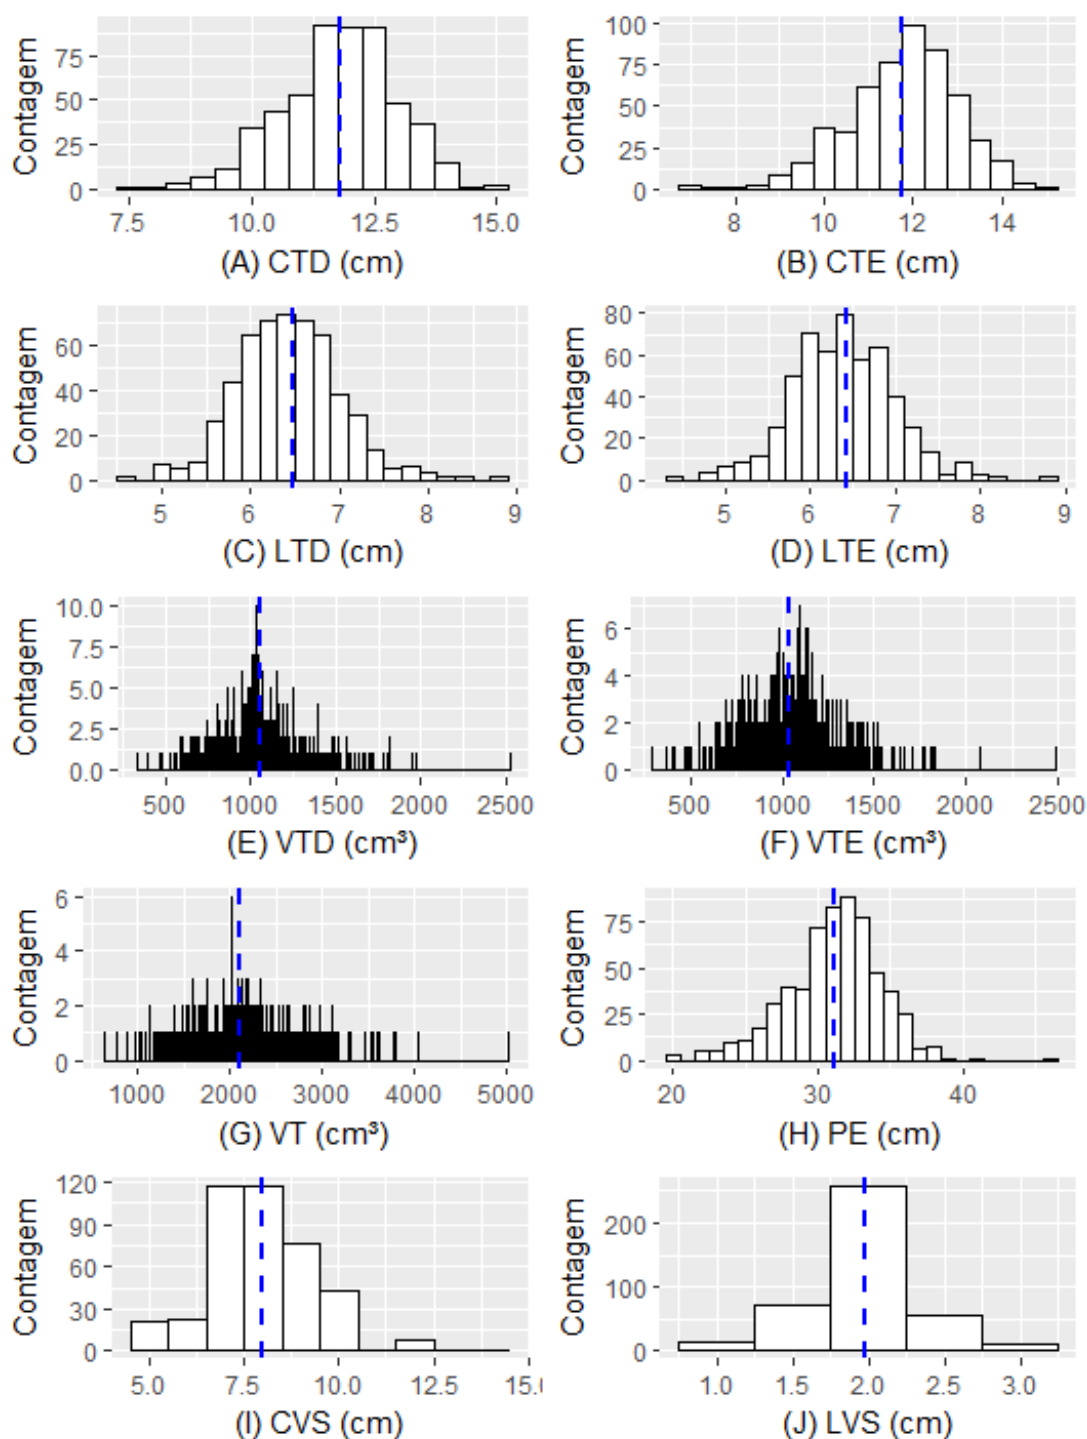 Contagem
75
50
25
0
7.5 10.0 12.5 15.0
(A) CTD (cm)
Contagem
100
75
50
25
0
8 10 12 14
(B) CTE (cm)
Contagem
60
40
20
0
5 6 7 8 9
(C) LTD (cm)
Contagem
80
60
40
20
0
5 6 7 8 9
(D) LTE (cm)
Contagem
10.0
7.5
5.0
2.5
0.0
500 1000 1500 2000 2500
(E) VTD (cm³)
Contagem
6
4
2
0
500 1000 1500 2000 2500
(F) VTE (cm³)
Contagem
6
4
2
0
1000 2000 3000 4000 5000
(G) VT (cm³)
Contagem
75
50
25
0
20 30 40
(H) PE (cm)
Contagem
120
90
60
30
0
5.0 7.5 10.0 12.5 15.
(I) CVS (cm)
Contagem
200
100
0
1.0 1.5 2.0 2.5 3.0
(J) LVS (cm)